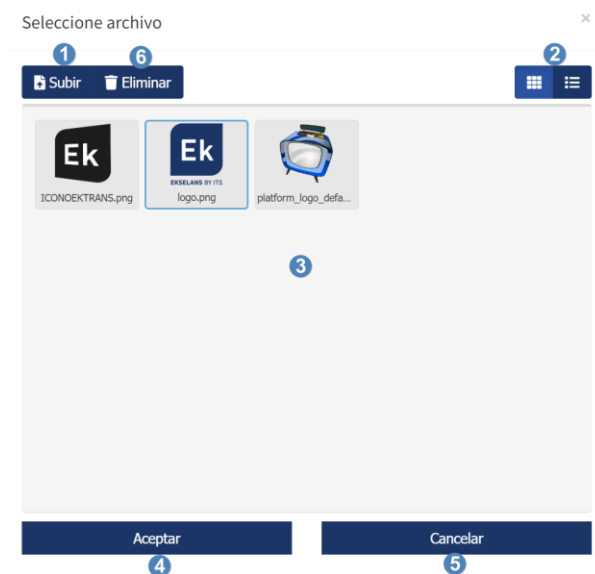 Seleccione archivo
×
1 6 2
Subir Eliminar
Ek Ek
EKSELANS BY ITS
ICONOEKTRANS.png logo.png platform_logo_defa...
3
Aceptar Cancelar
4 5